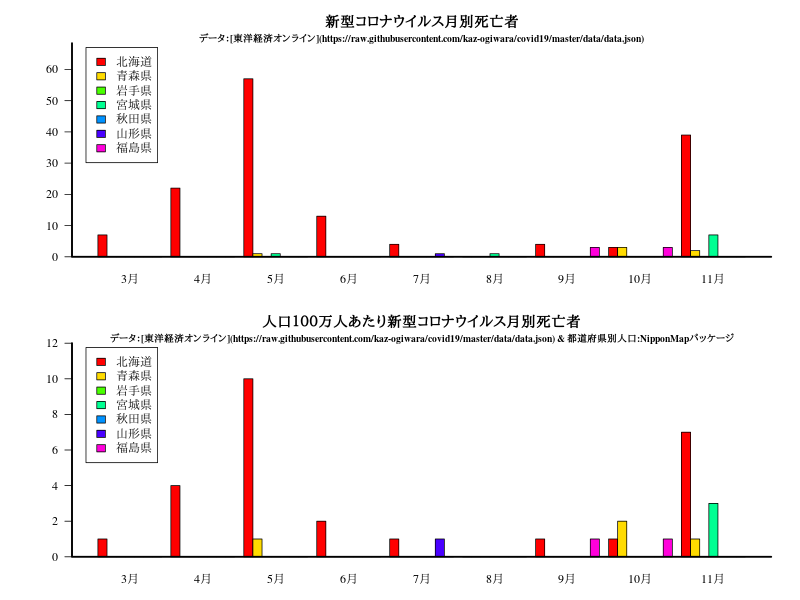 新型コロナウイルス月別死亡者
データ：[東洋経済オンライン](https://raw.githubusercontent.com/kaz-ogiwara/covid19/master/data/data.json)
北海道
青森県
岩手県
宮城県
秋田県
山形県
福島県
60
50
40
30
20
10
0
3月 4月 5月 6月 7月 8月 9月 10月 11月
人口100万人あたり新型コロナウイルス月別死亡者
データ：[東洋経済オンライン](https://raw.githubusercontent.com/kaz-ogiwara/covid19/master/data/data.json) & 都道府県別人口：NipponMapパッケージ
北海道
青森県
岩手県
宮城県
秋田県
山形県
福島県
12
10
8
6
4
2
0
3月 4月 5月 6月 7月 8月 9月 10月 11月